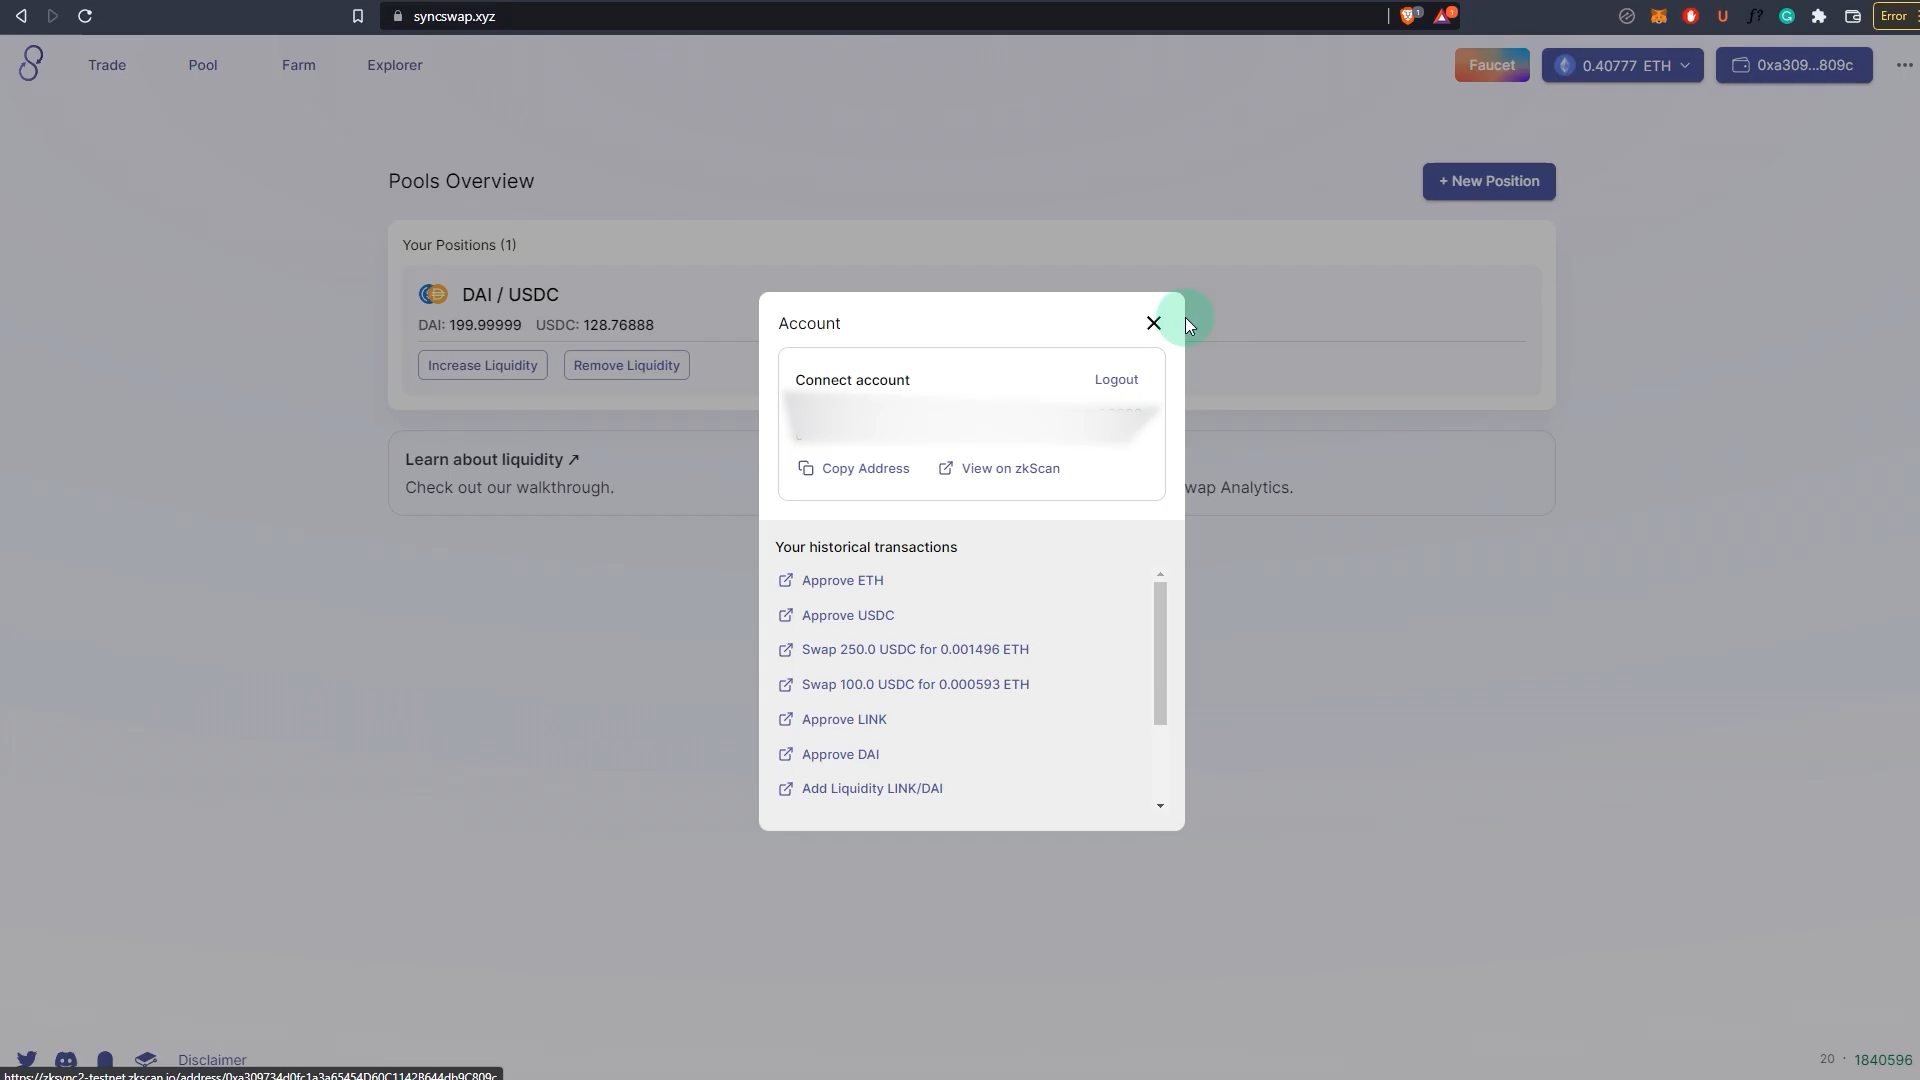 syncswap.xyz
1
1
f?
Error
Trade
Pool
Farm
Explorer
Faucet
0.40777 ETH
0xa309...809c
Pools Overview
+ New Position
Your Positions (1)
DAI / USDC
DAI: 199.99999 USDC: 128.76888
Increase Liquidity
Remove Liquidity
Account
Connect account
Logout
Copy Address
View on zkScan
Learn about liquidity ↗
Check out our walkthrough.
wap Analytics.
Your historical transactions
Approve ETH
Approve USDC
Swap 250.0 USDC for 0.001496 ETH
Swap 100.0 USDC for 0.000593 ETH
Approve LINK
Approve DAI
Add Liquidity LINK/DAI
Disclaimer
20 · 1840596